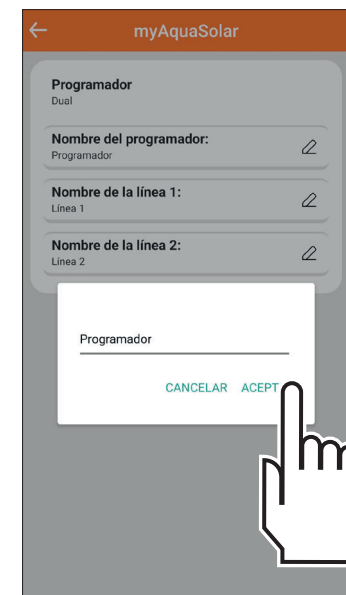 myAquaSolar
Programador
Dual
Nombre del programador:
Programador
Nombre de la línea 1:
Línea 1
Nombre de la línea 2:
Línea 2
Programador
CANCELAR ACEPT